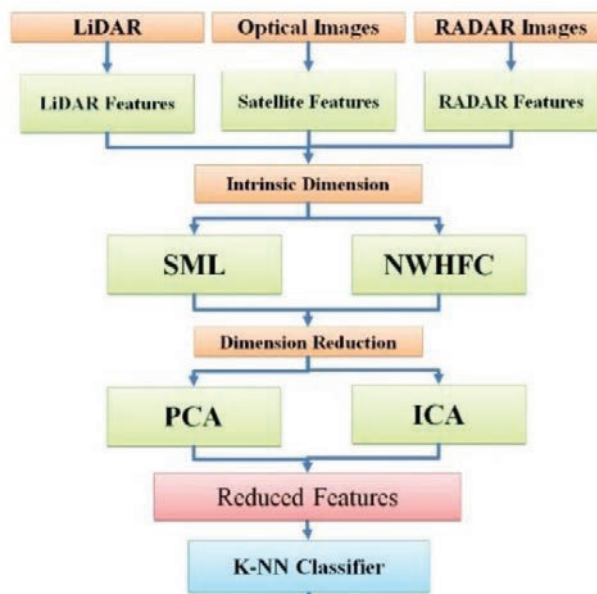 LiDAR
Optical Images
RADAR Images
LiDAR Features
Satellite Features
RADAR Features
Intrinsic Dimension
SML
NWHFC
Dimension Reduction
PCA
ICA
Reduced Features
K-NN Classifier